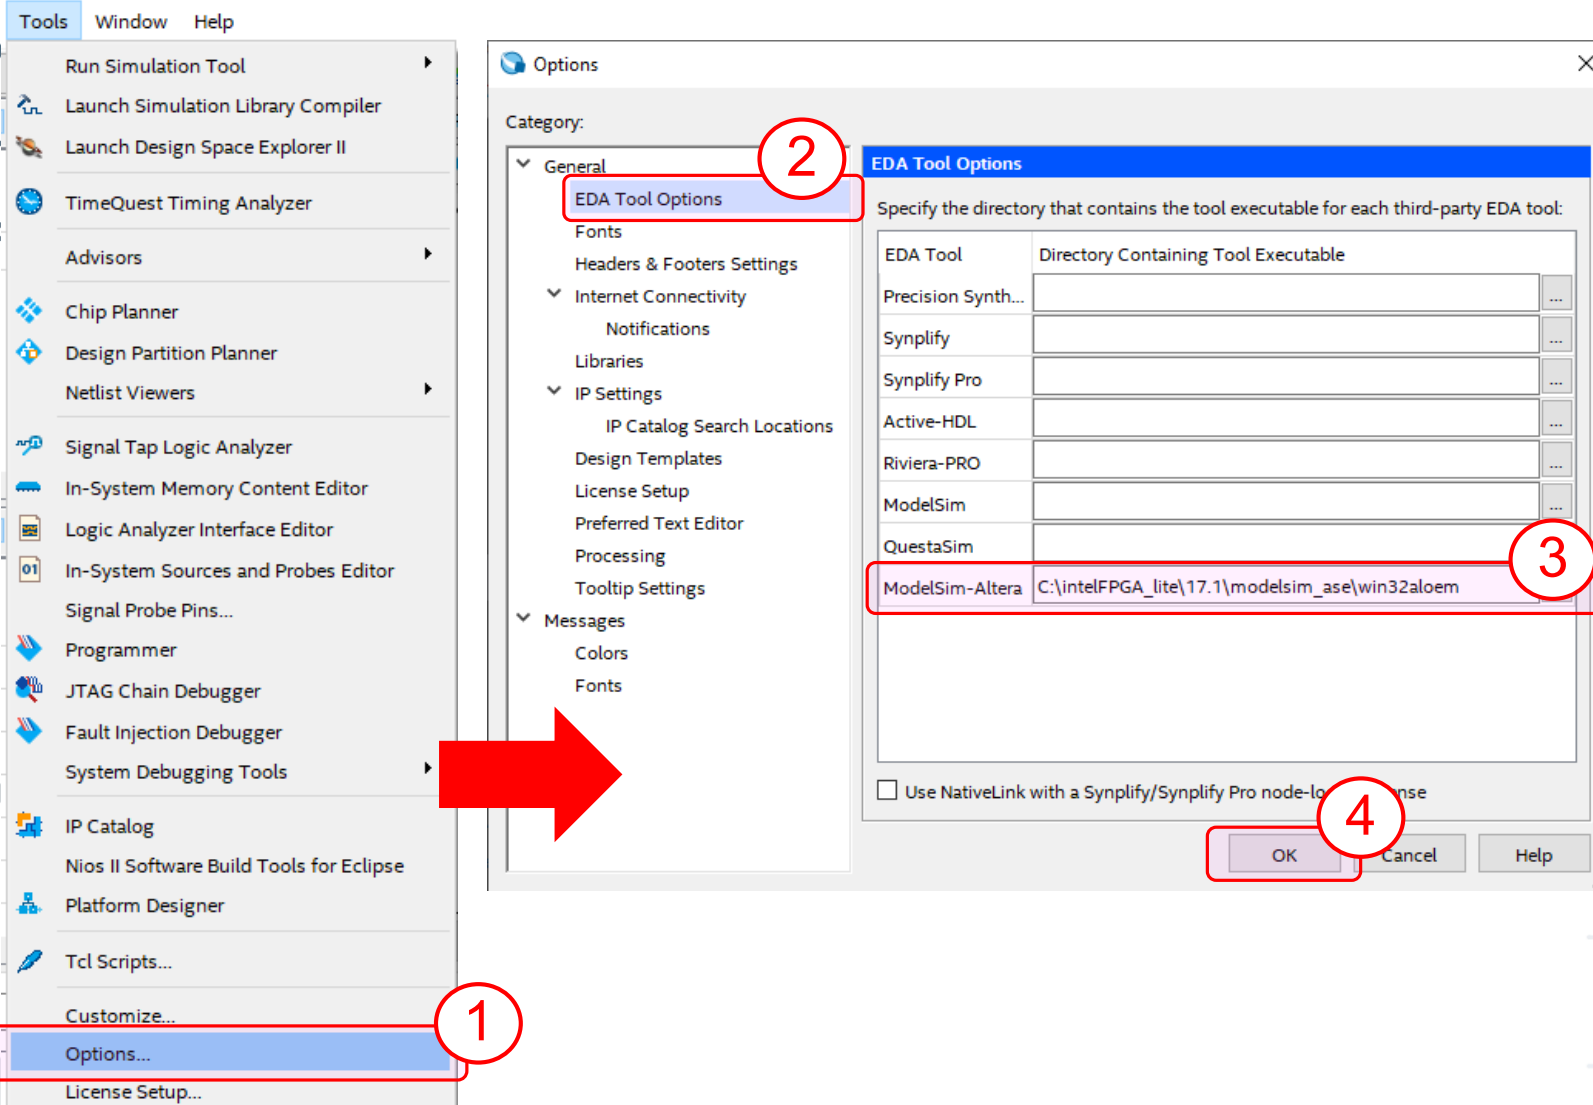 Tools Window Help
Run Simulation Tool
Launch Simulation Library Compiler
Launch Design Space Explorer II
TimeQuest Timing Analyzer
Advisors
Chip Planner
Design Partition Planner
Netlist Viewers
Signal Tap Logic Analyzer
In-System Memory Content Editor
Logic Analyzer Interface Editor
In-System Sources and Probes Editor
Signal Probe Pins...
Programmer
JTAG Chain Debugger
Fault Injection Debugger
System Debugging Tools
IP Catalog
Nios II Software Build Tools for Eclipse
Platform Designer
Tcl Scripts...
Customize...
1
Options...
License Setup...
Options
Category:
2
General
EDA Tool Options
Fonts
Headers & Footers Settings
Internet Connectivity
Notifications
Libraries
IP Settings
IP Catalog Search Locations
Design Templates
License Setup
Preferred Text Editor
Processing
Tooltip Settings
Messages
Colors
Fonts
EDA Tool Options
Specify the directory that contains the tool executable for each third-party EDA tool:
EDA Tool Directory Containing Tool Executable
Precision Synth... ...
Synplify ...
Synplify Pro ...
Active-HDL ...
Riviera-PRO ...
ModelSim ...
QuestaSim
3
ModelSim-Altera C:\intelFPGA_lite\17.1\modelsim_ase\win32aloem
Use NativeLink with a Synplify/Synplify Pro
4
OK Cancel Help